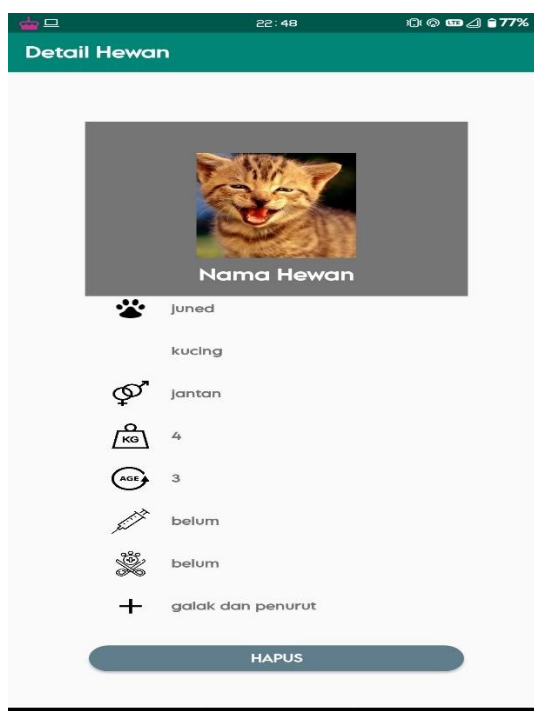 22:48
LTE
77%
Detail Hewan
Nama Hewan
juned
kucing
jantan
KG
4
AGE
3
belum
belum
galak dan penurut
HAPUS